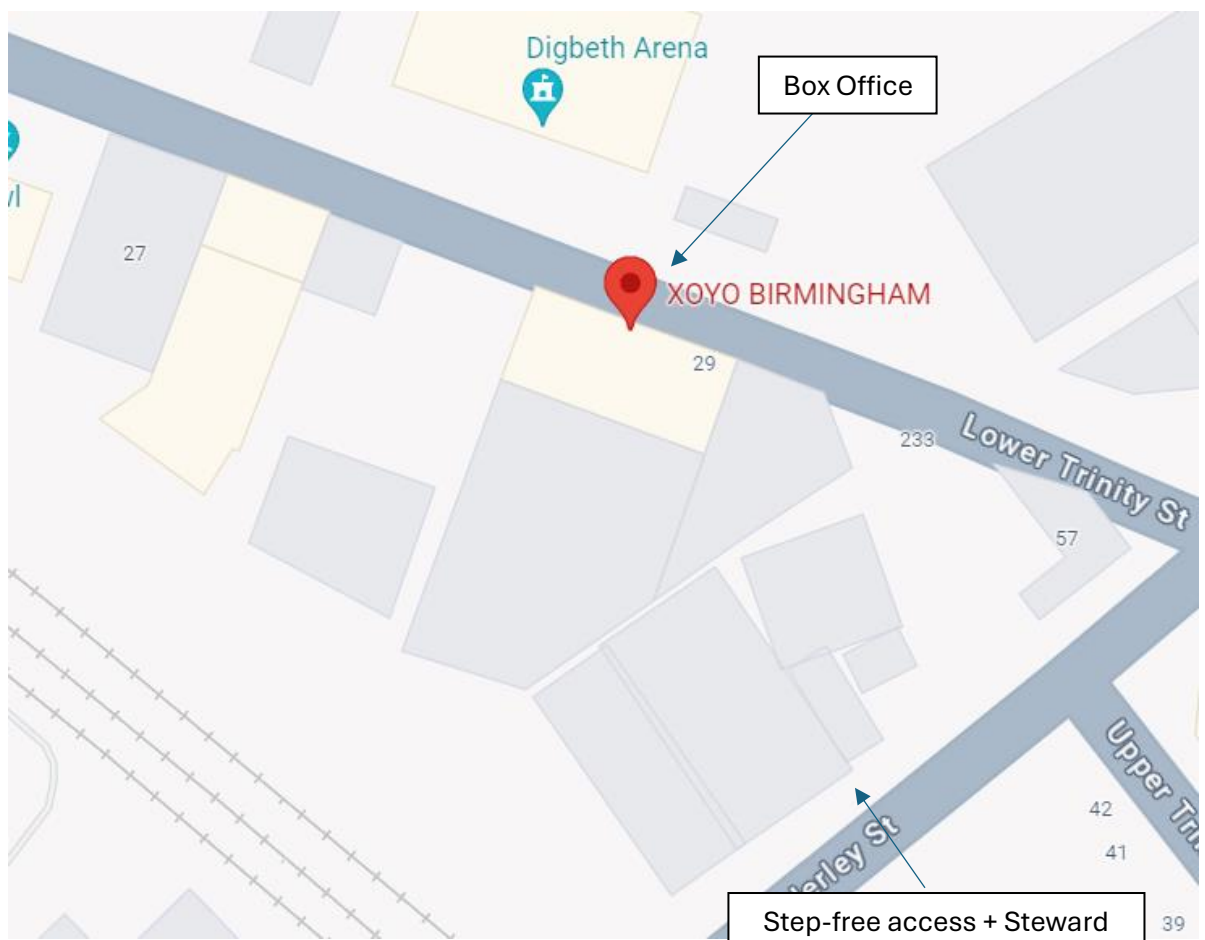 Digbeth Arena
Box Office
27
XOYO BIRMINGHAM
29
233
Lower Trinity St
57
42
41
39
Step-free access + Steward